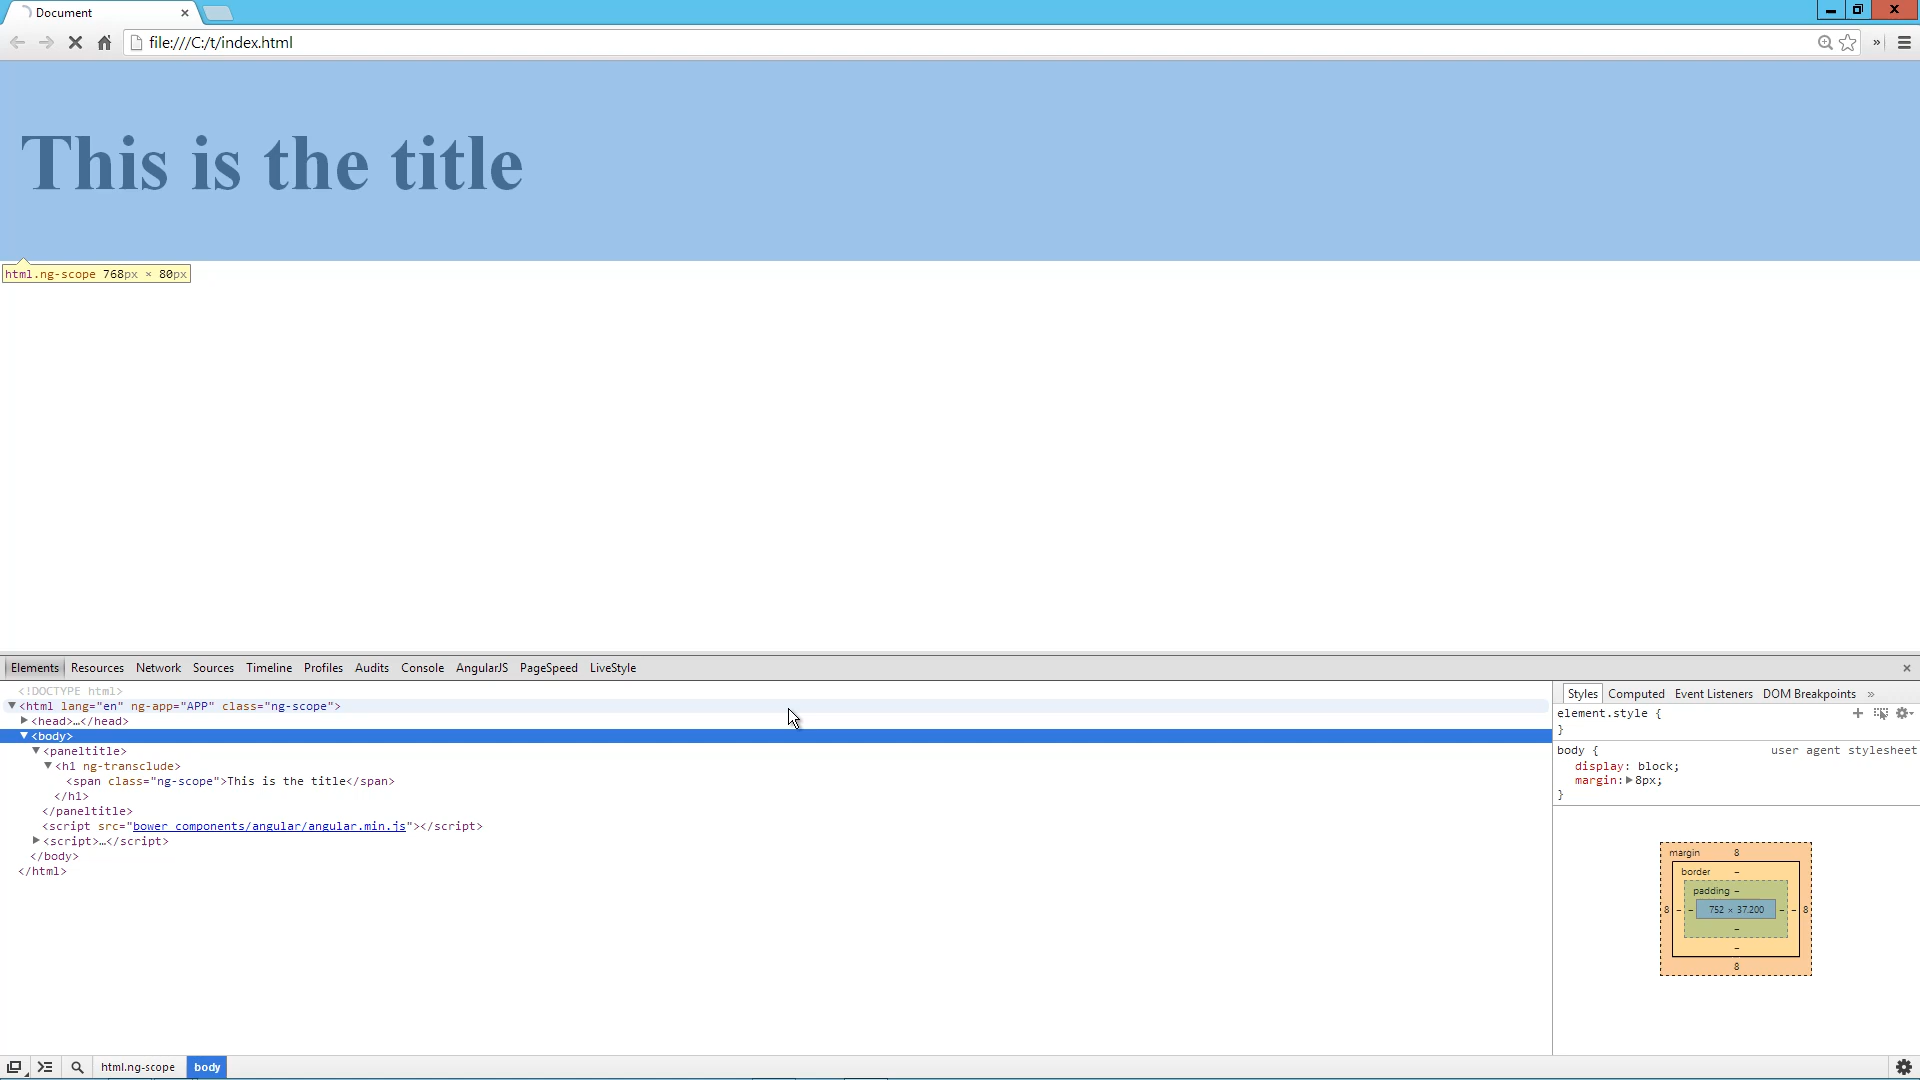 Document
file:///C:/t/index.html
»
This is the title
html.ng-scope 768px × 80px
Elements Resources Network Sources Timeline Profiles Audits Console AngularJS PageSpeed LiveStyle
<!DOCTYPE html>
<html lang="en" ng-app="APP" class="ng-scope">
<head>…</head>
<body>
<paneltitle>
<h1 ng-transclude>
<span class="ng-scope">This is the title</span>
</h1>
</paneltitle>
<script src="bower_components/angular/angular.min.js"></script>
<script>…</script>
</body>
</html>
Styles Computed Event Listeners DOM Breakpoints »
element.style {
}
body { user agent stylesheet
display: block;
margin: 8px;
}
margin 8
border –
padding –
8 – – 752 × 37.200 – – 8
–
–
8
html.ng-scope body